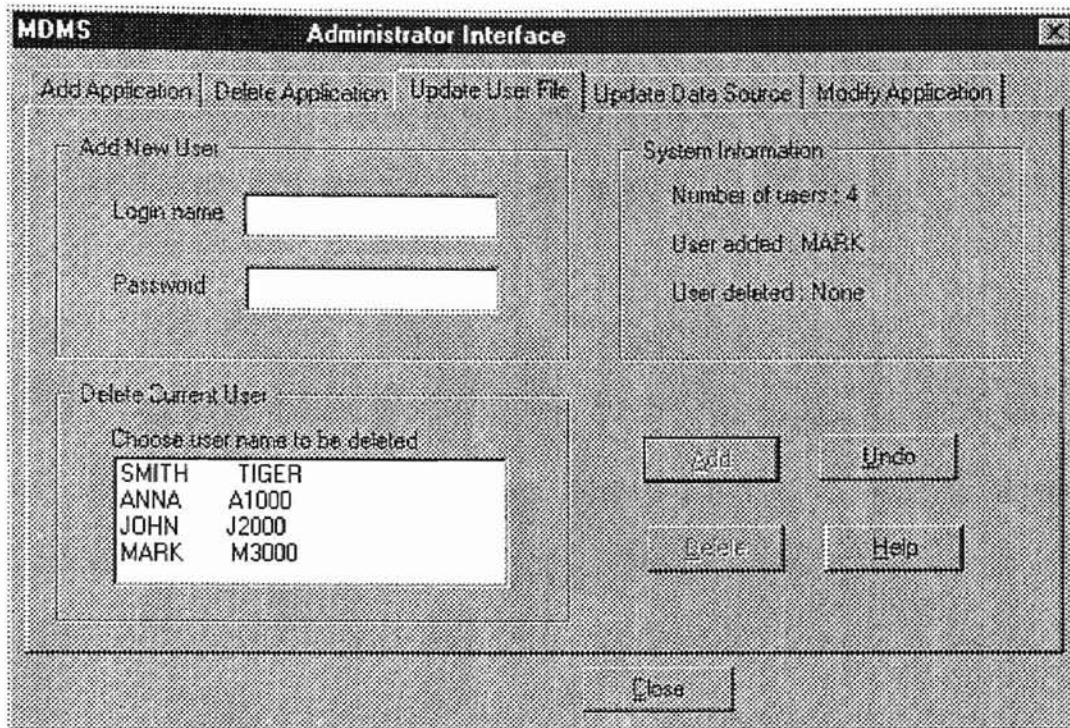 MDMS Administrator Interface
Add Application Delete Application Update User File Update Data Source Modify Application
Add New User
Login name
Password
System Information
Number of users : 4
User added : MARK
User deleted : None
Delete Current User
Choose user name to be deleted
SMITH TIGER
ANNA A1000
JOHN J2000
MARK M3000
Add Undo
Delete Help
Close